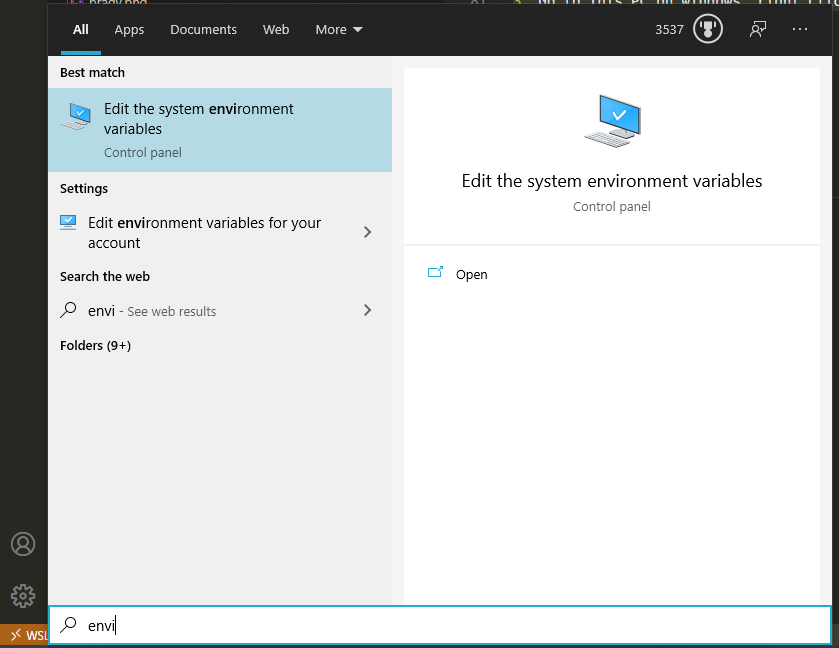 All Apps Documents Web More 3537
Best match
Edit the system environment
variables
Control panel
Settings
Edit environment variables for your
account
Search the web
envi - See web results
Folders (9+)
Edit the system environment variables
Control panel
Open
envi
WSL